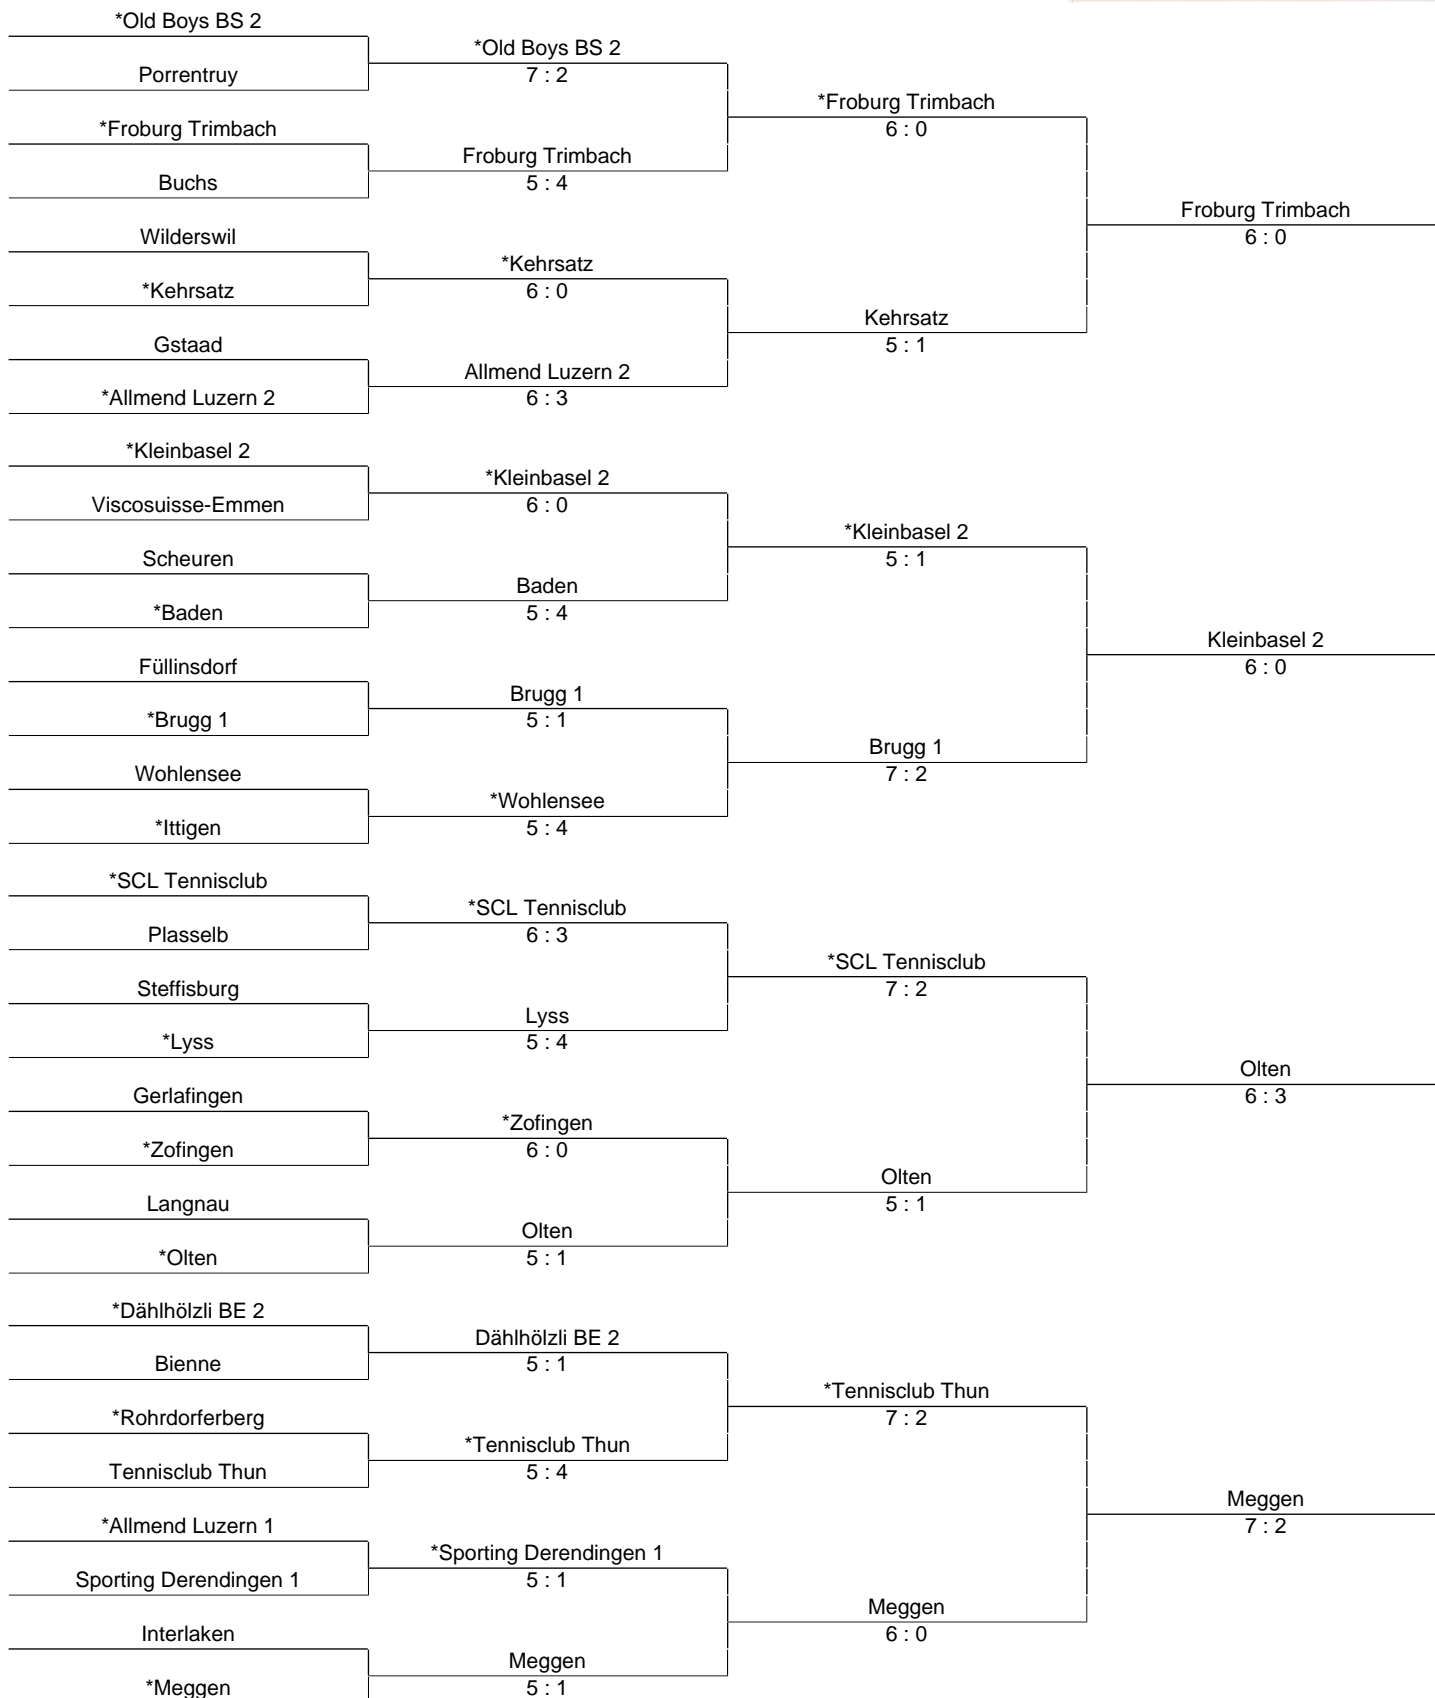 *Old Boys BS 2
Porrentruy
*Froburg Trimbach
Buchs
Wilderswil
*Kehrsatz
Gstaad
*Allmend Luzern 2
*Kleinbasel 2
Viscosuisse-Emmen
Scheuren
*Baden
Füllinsdorf
*Brugg 1
Wohlensee
*Ittigen
*SCL Tennisclub
Plasselb
Steffisburg
*Lyss
Gerlafingen
*Zofingen
Langnau
*Olten
*Dählhölzli BE 2
Bienne
*Rohrdorferberg
Tennisclub Thun
*Allmend Luzern 1
Sporting Derendingen 1
Interlaken
*Meggen
*Old Boys BS 2
7 : 2
Froburg Trimbach
5 : 4
*Kehrsatz
6 : 0
Allmend Luzern 2
6 : 3
*Kleinbasel 2
6 : 0
Baden
5 : 4
Brugg 1
5 : 1
*Wohlensee
5 : 4
*SCL Tennisclub
6 : 3
Lyss
5 : 4
*Zofingen
6 : 0
Olten
5 : 1
Dählhölzli BE 2
5 : 1
*Tennisclub Thun
5 : 4
*Sporting Derendingen 1
5 : 1
Meggen
5 : 1
*Froburg Trimbach
6 : 0
Kehrsatz
5 : 1
*Kleinbasel 2
5 : 1
Brugg 1
7 : 2
*SCL Tennisclub
7 : 2
Olten
5 : 1
*Tennisclub Thun
7 : 2
Meggen
6 : 0
Froburg Trimbach
6 : 0
Kleinbasel 2
6 : 0
Olten
6 : 3
Meggen
7 : 2